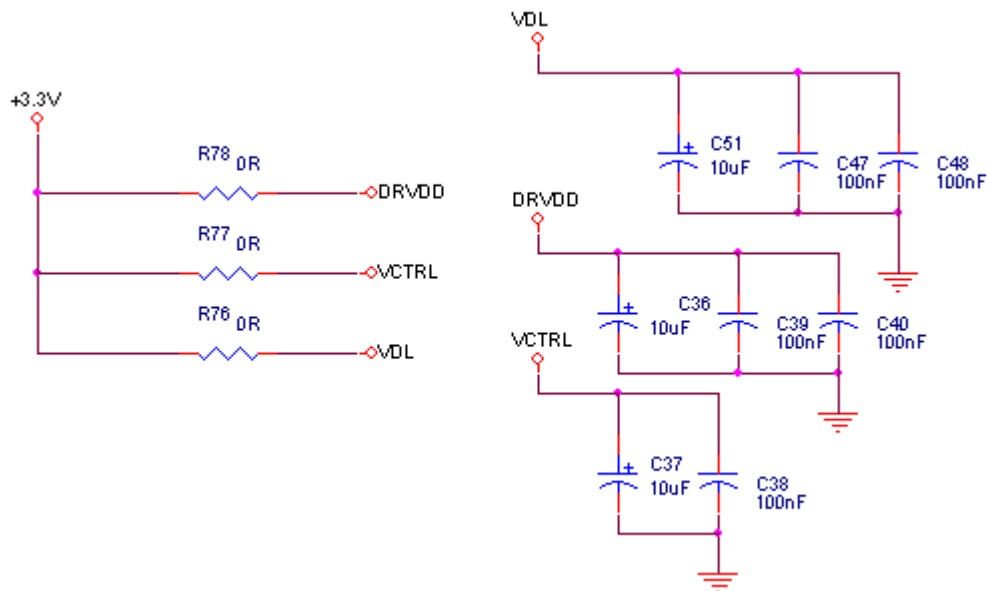 +3.3V
R78
0R
DRVDD
R77
0R
VCTRL
R76
0R
VDL
VDL
C51
10uF
C47
100nF
C48
100nF
DRVDD
C36
10uF
C39
100nF
C40
100nF
VCTRL
C37
10uF
C38
100nF